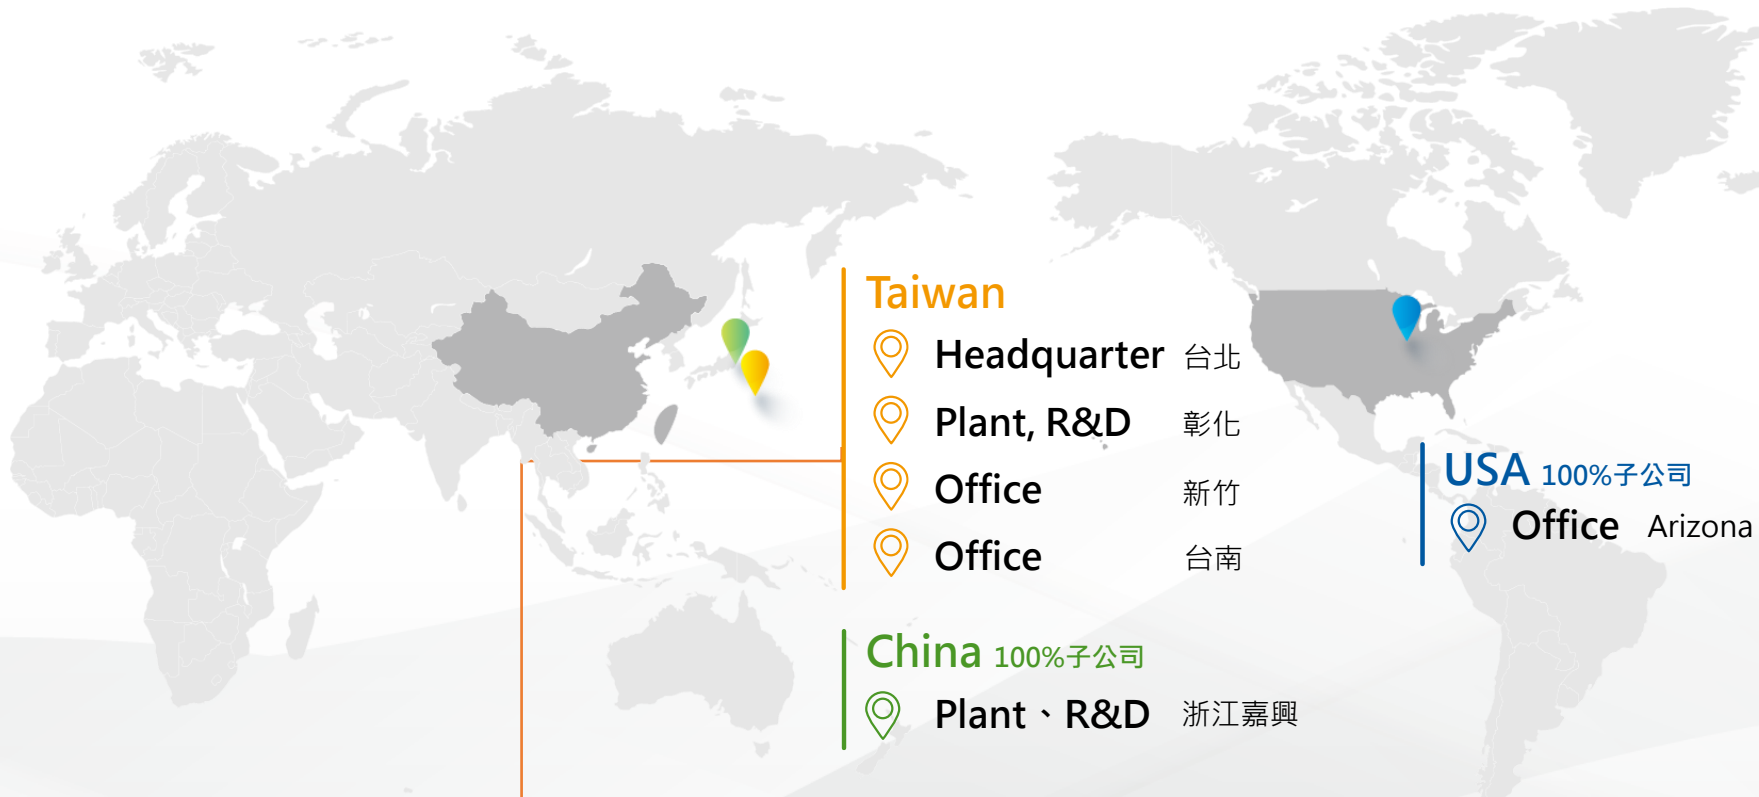 Taiwan
Headquarter 台北
Plant, R&D 彰化
Office 新竹
Office 台南
China 100%子公司
Plant、R&D 浙江嘉興
USA 100%子公司
Office Arizona